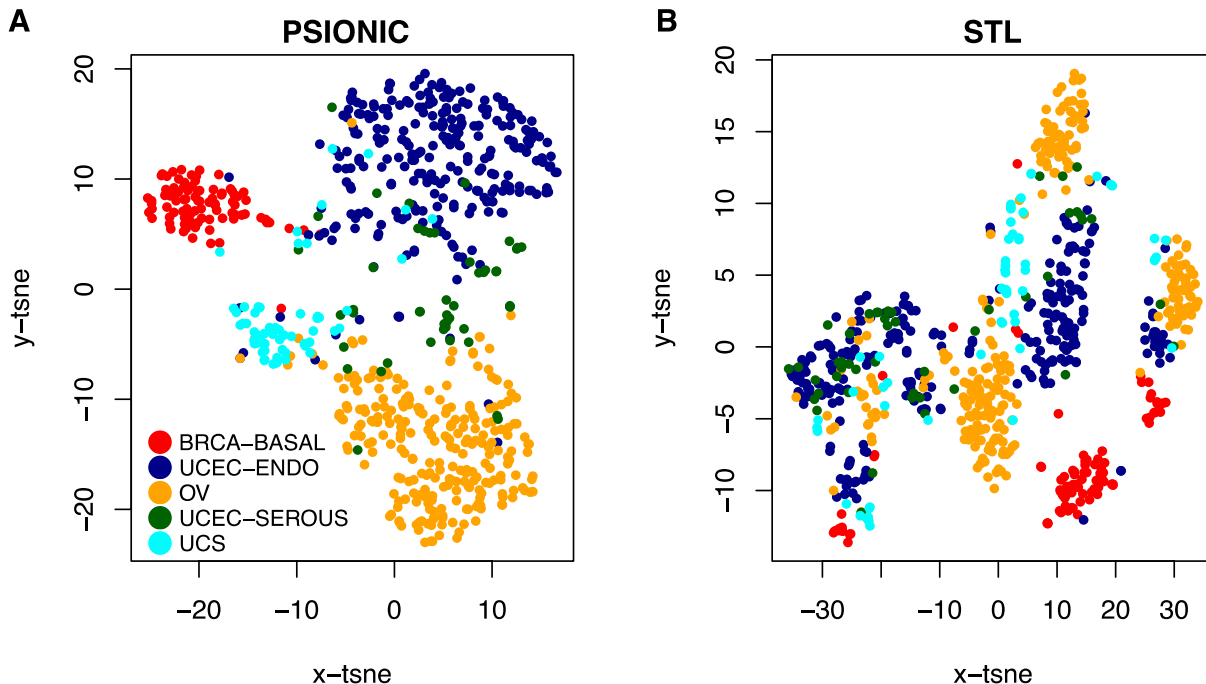 A
PSIONIC
y−tsne
20
10
0
−10
−20
BRCA−BASAL
UCEC−ENDO
OV
UCEC−SEROUS
UCS
−20 −10 0 10
x−tsne
B
STL
y−tsne
20
15
10
5
0
−5
−10
−30 −10 0 10 20 30
x−tsne